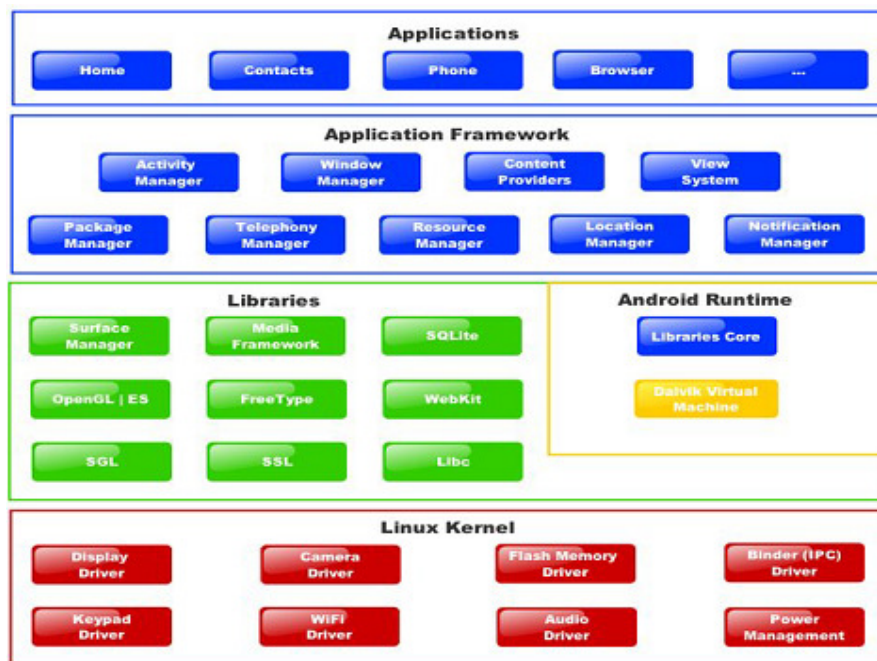 Applications
Home
Contacts
Phone
Browser
...
Application Framework
Activity
Manager
Window
Manager
Content
Providers
View
System
Package
Manager
Telephony
Manager
Resource
Manager
Location
Manager
Notification
Manager
Libraries
Surface
Manager
Media
Framework
SQLite
OpenGL | ES
FreeType
WebKit
SGL
SSL
Libc
Android Runtime
Libraries Core
Dalvik Virtual
Machine
Linux Kernel
Display
Driver
Camera
Driver
Flash Memory
Driver
Binder (IPC)
Driver
Keypad
Driver
WiFi
Driver
Audio
Driver
Power
Management